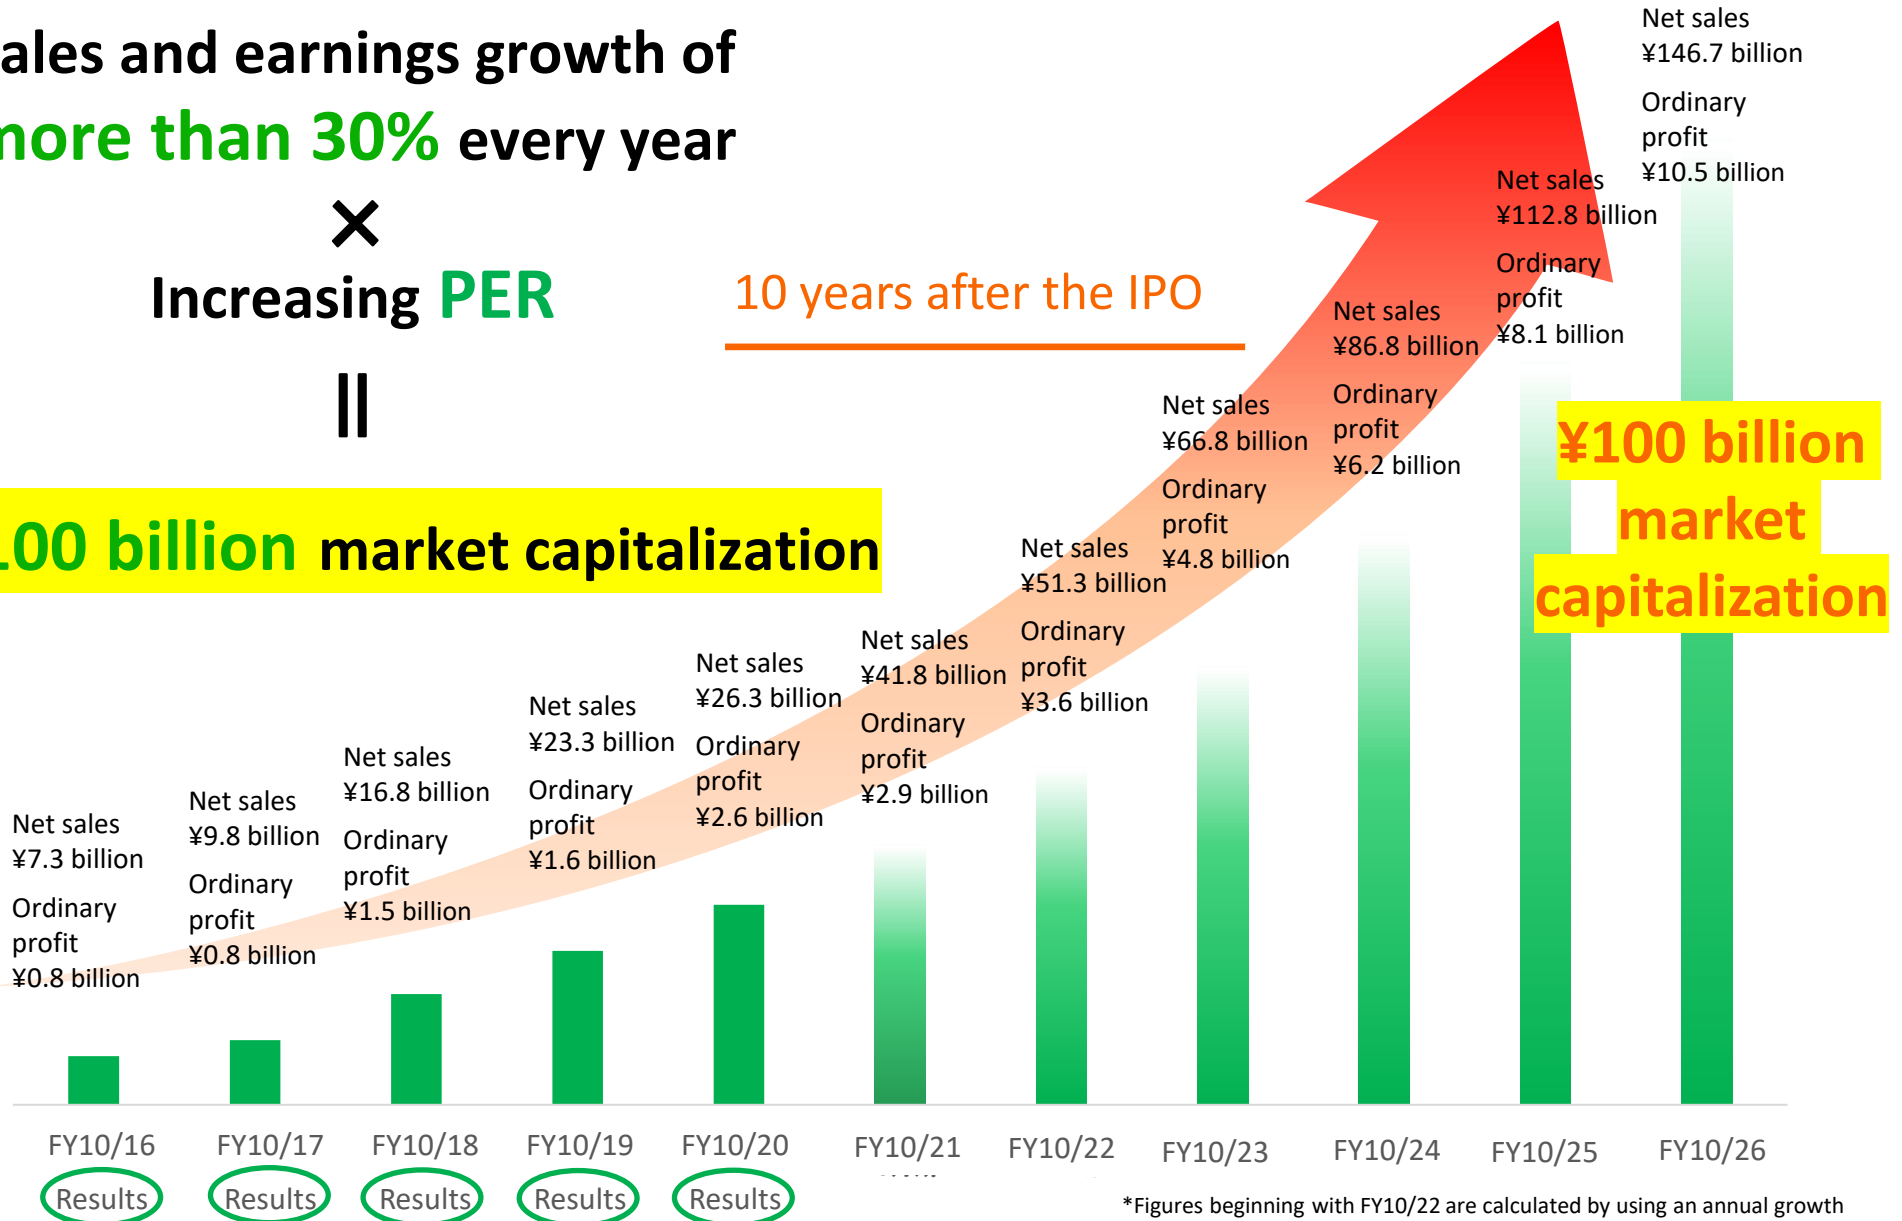 ales and earnings growth of
more than 30% every year
×
Increasing PER
=
100 billion market capitalization
10 years after the IPO
Net sales
¥7.3 billion
Ordinary
profit
¥0.8 billion
Net sales
¥9.8 billion
Ordinary
profit
¥0.8 billion
Net sales
¥16.8 billion
Ordinary
profit
¥1.5 billion
Net sales
¥23.3 billion
Ordinary
profit
¥1.6 billion
Net sales
¥26.3 billion
Ordinary
profit
¥2.6 billion
Net sales
¥41.8 billion
Ordinary
profit
¥2.9 billion
Net sales
¥51.3 billion
Ordinary
profit
¥3.6 billion
Net sales
¥66.8 billion
Ordinary
profit
¥4.8 billion
Net sales
¥86.8 billion
Ordinary
profit
¥6.2 billion
Net sales
¥112.8 billion
Ordinary
profit
¥8.1 billion
Net sales
¥146.7 billion
Ordinary
profit
¥10.5 billion
¥100 billion
market
capitalization
FY10/16 FY10/17 FY10/18 FY10/19 FY10/20 FY10/21 FY10/22 FY10/23 FY10/24 FY10/25 FY10/26
Results Results Results Results Results
*Figures beginning with FY10/22 are calculated by using an annual growth